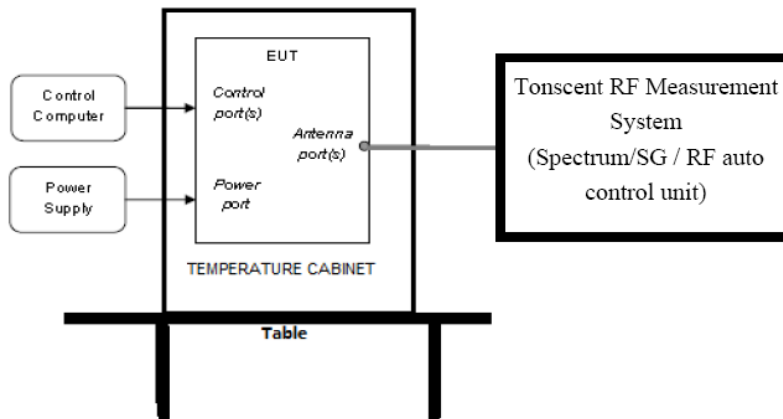 EUT
Control
Computer
Control
port(s)
Antenna
port(s)
Power
Supply
Power
port
TEMPERATURE CABINET
Table
Tonscent RF Measurement
System
(Spectrum/SG / RF auto
control unit)